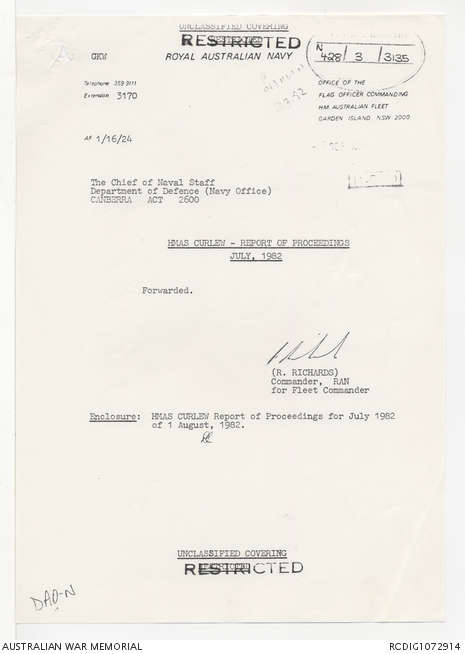 UNCLASSIFIED COVERING
RESTRICTED
GKW
ROYAL AUSTRALIAN NAVY
N
428 / 3 / 3135
Telephone 359 9111
Extension 3170
OFFICE OF THE
FLAG OFFICER COMMANDING
HM AUSTRALIAN FLEET
GARDEN ISLAND NSW 2000
AF 1/16/24
The Chief of Naval Staff
Department of Defence (Navy Office)
CANBERRA ACT 2600
HMAS CURLEW - REPORT OF PROCEEDINGS
JULY, 1982
Forwarded.
(R. RICHARDS)
Commander, RAN
for Fleet Commander
Enclosure: HMAS CURLEW Report of Proceedings for July 1982
of 1 August, 1982.
UNCLASSIFIED COVERING
RESTRICTED
DAO-N
AUSTRALIAN WAR MEMORIAL
RCDIG1072914